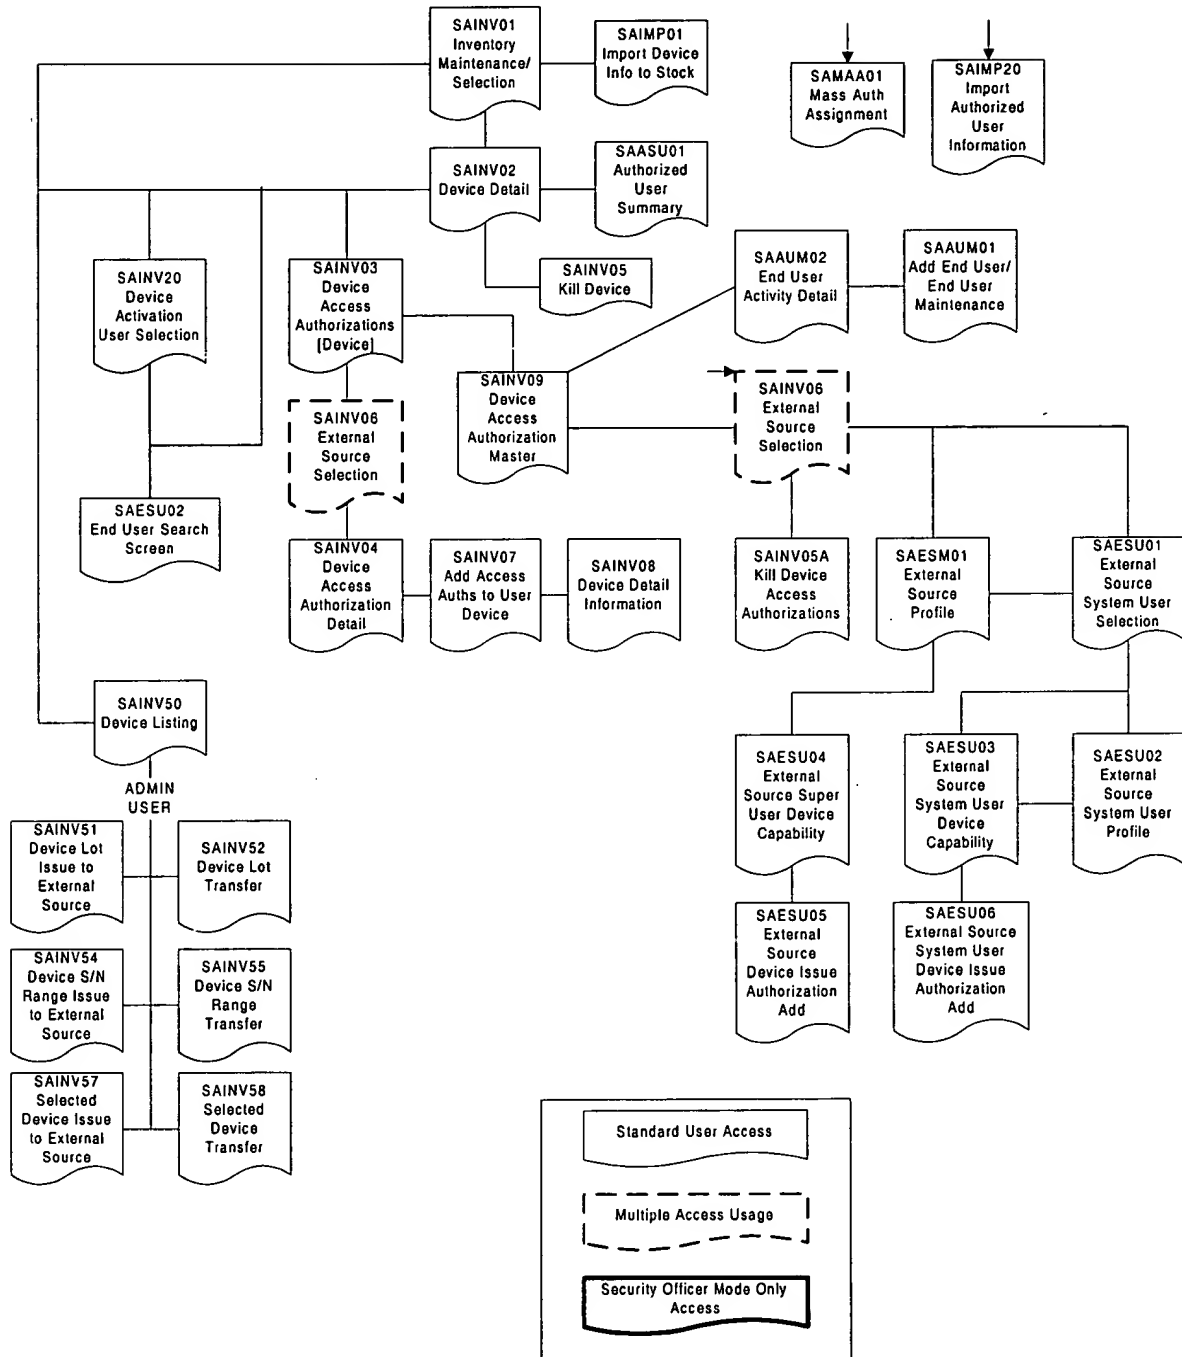 SAINV01
Inventory
Maintenance/
Selection
SAIMP01
Import Device
Info to Stock
SAMAA01
Mass Auth
Assignment
SAIMP20
Import
Authorized
User
Information
SAINV02
Device Detail
SAASU01
Authorized
User
Summary
SAINV20
Device
Activation
User Selection
SAINV03
Device
Access
Authorizations
[Device]
SAINV05
Kill Device
SAAUM02
End User
Activity Detail
SAAUM01
Add End User/
End User
Maintenance
SAINV06
External
Source
Selection
SAINV09
Device
Access
Authorization
Master
SAINV06
External
Source
Selection
SAESU02
End User Search
Screen
SAINV04
Device
Access
Authorization
Detail
SAINV07
Add Access
Auths to User
Device
SAINV08
Device Detail
Information
SAINV05A
Kill Device
Access
Authorizations
SAESM01
External
Source
Profile
SAESU01
External
Source
System User
Selection
SAINV50
Device Listing
ADMIN
USER
SAESU04
External
Source Super
User Device
Capability
SAESU03
External
Source
System User
Device
Capability
SAESU02
External
Source
System User
Profile
SAINV51
Device Lot
Issue to
External
Source
SAINV52
Device Lot
Transfer
SAESU05
External
Source
Device Issue
Authorization
Add
SAESU06
External Source
System User
Device Issue
Authorization
Add
SAINV54
Device S/N
Range Issue
to External
Source
SAINV55
Device S/N
Range
Transfer
SAINV57
Selected
Device Issue
to External
Source
SAINV58
Selected
Device
Transfer
Standard User Access
Multiple Access Usage
Security Officer Mode Only
Access